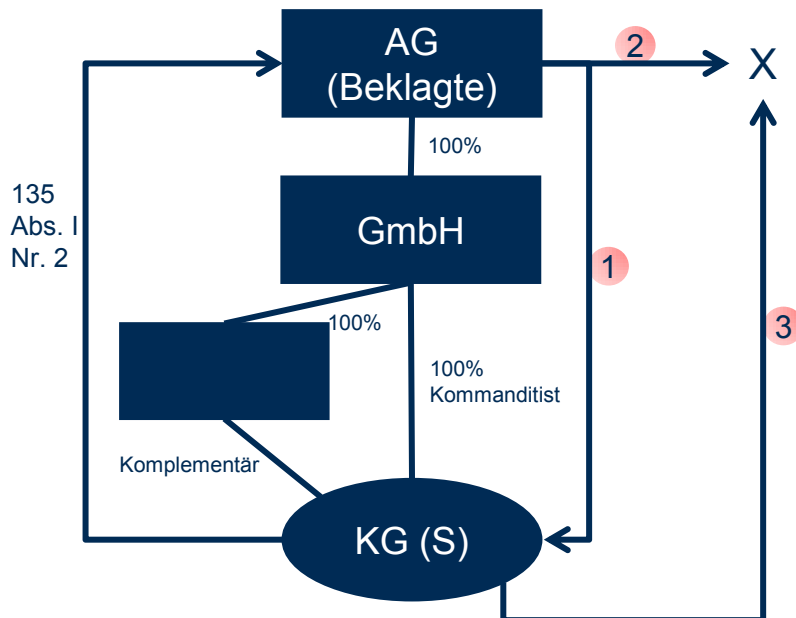 AG
(Beklagte)
2
X
100%
135
Abs. I
Nr. 2
GmbH
1
100%
3
100%
Kommanditist
Komplementär
KG (S)